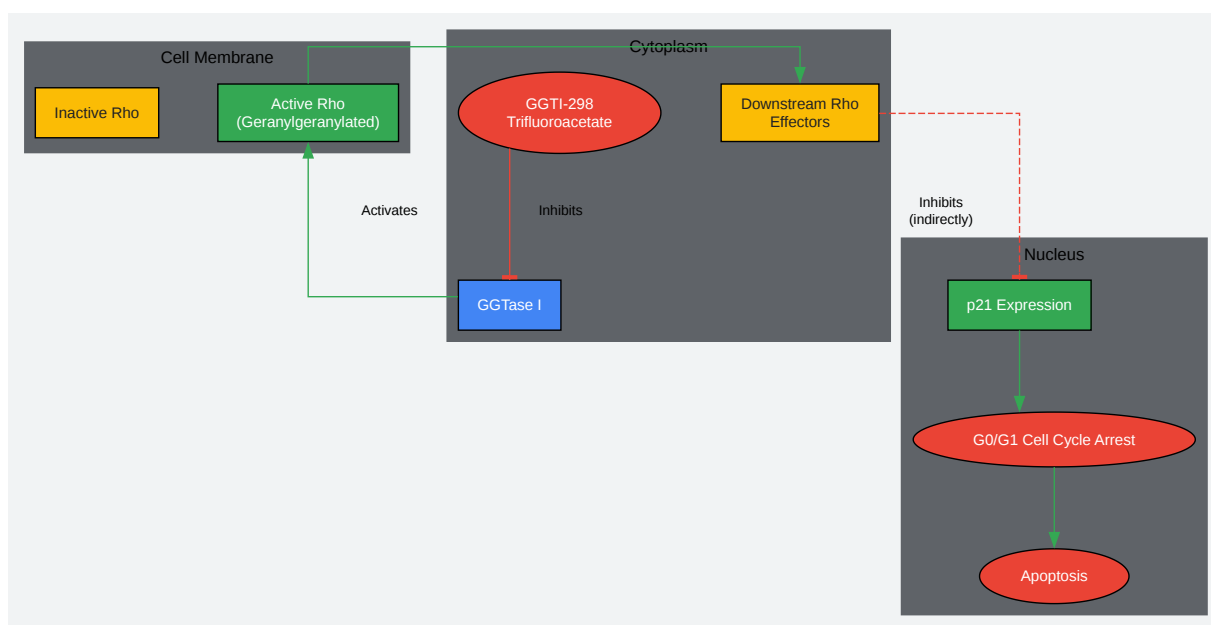 Cell Membrane
Inactive Rho
Active Rho
(Geranylgeranylated)
Activates
Cytoplasm
GGTI-298
Trifluoroacetate
Downstream Rho
Effectors
Inhibits
GGTase I
Inhibits
(indirectly)
Nucleus
p21 Expression
G0/G1 Cell Cycle Arrest
Apoptosis